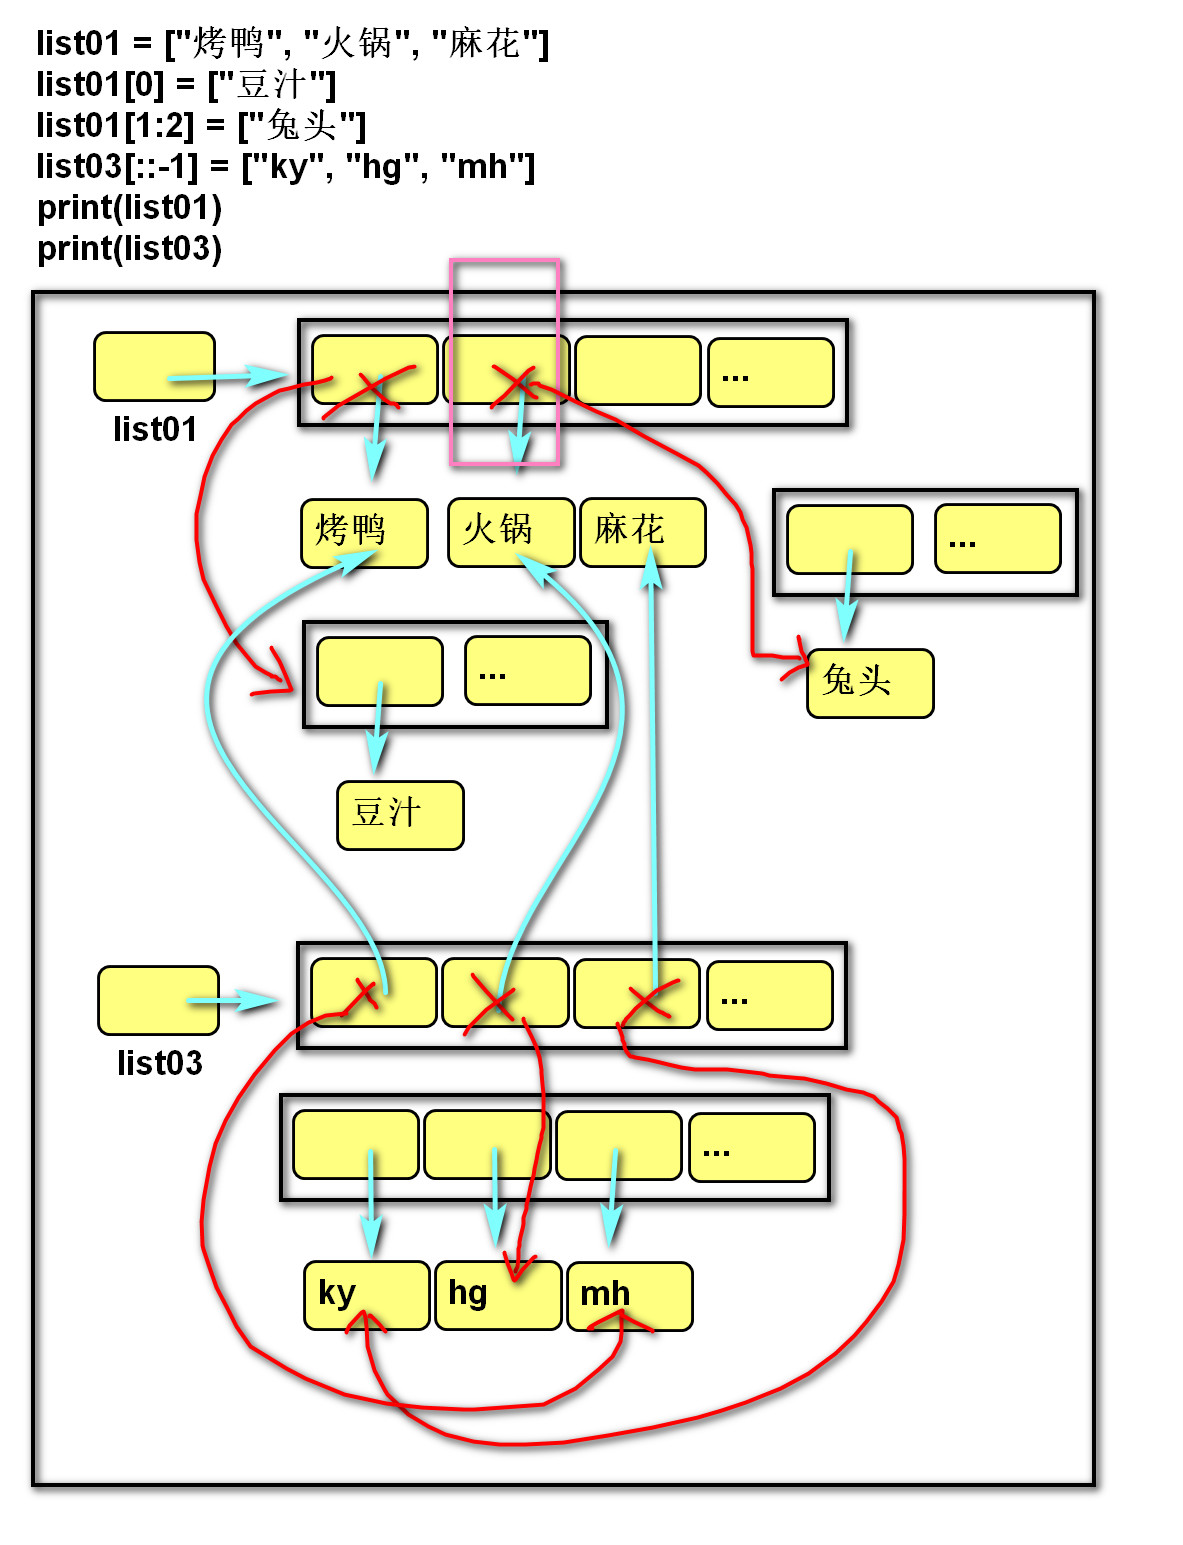 list01 = ["烤鸭", "火锅", "麻花"]
list01[0] = ["豆汁"]
list01[1:2] = ["兔头"]
list03[::-1] = ["ky", "hg", "mh"]
print(list01)
print(list03)
...
list01
...
烤鸭 火锅 麻花
...
兔头
豆汁
...
list03
...
ky hg mh